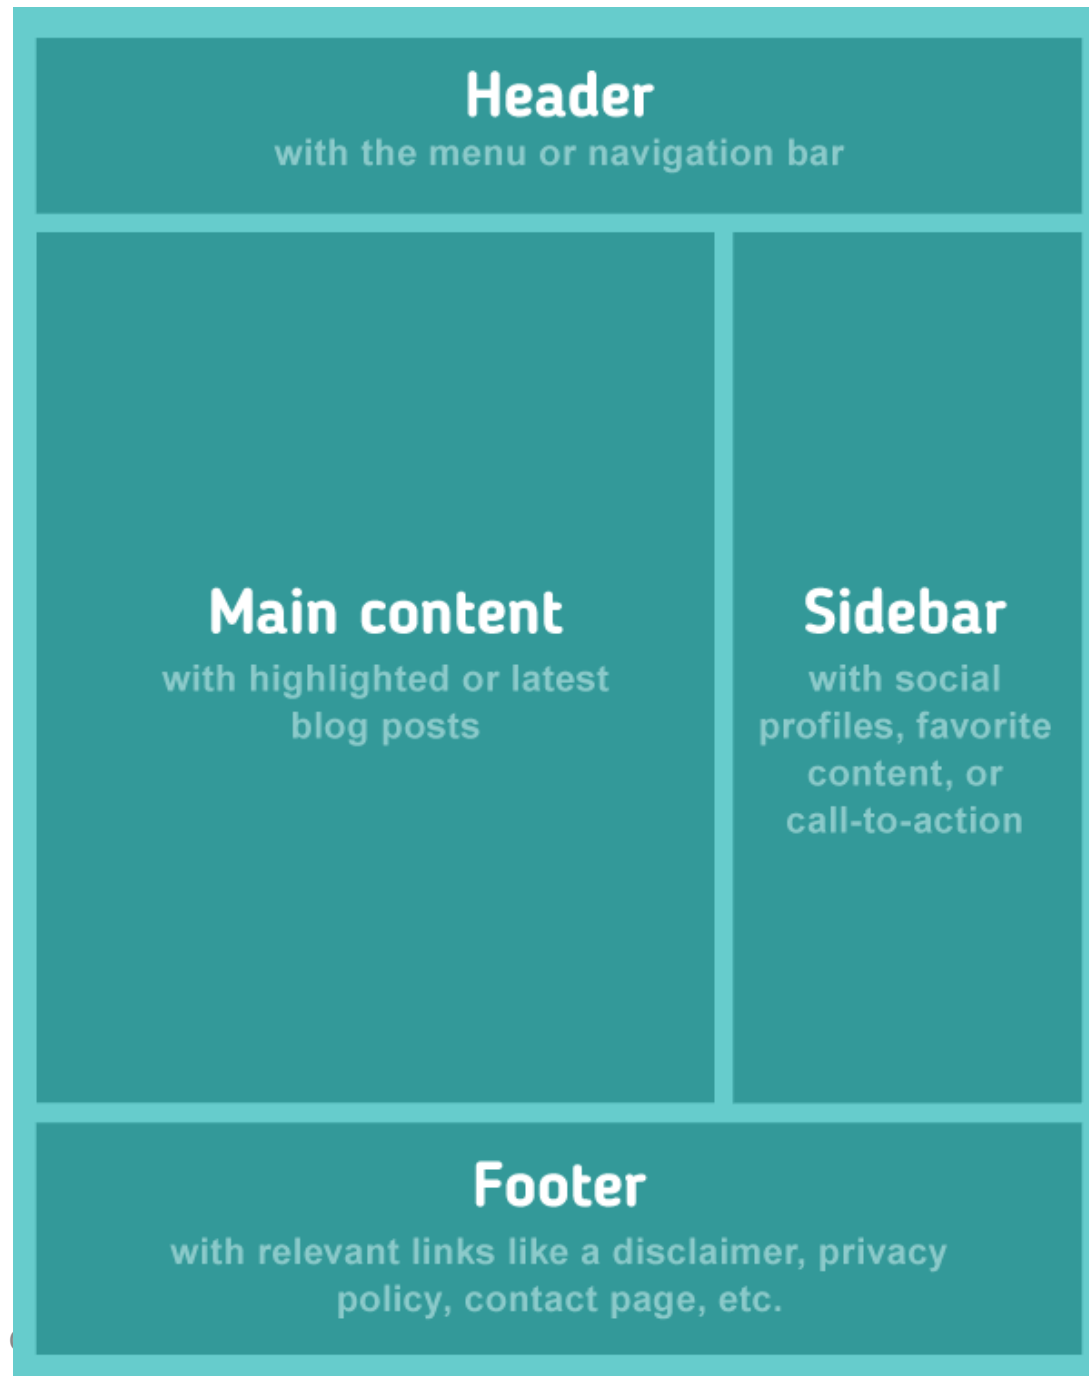 Header
with the menu or navigation bar
Main content
with highlighted or latest
blog posts
Sidebar
with social
profiles, favorite
content, or
call-to-action
Footer
with relevant links like a disclaimer, privacy
policy, contact page, etc.